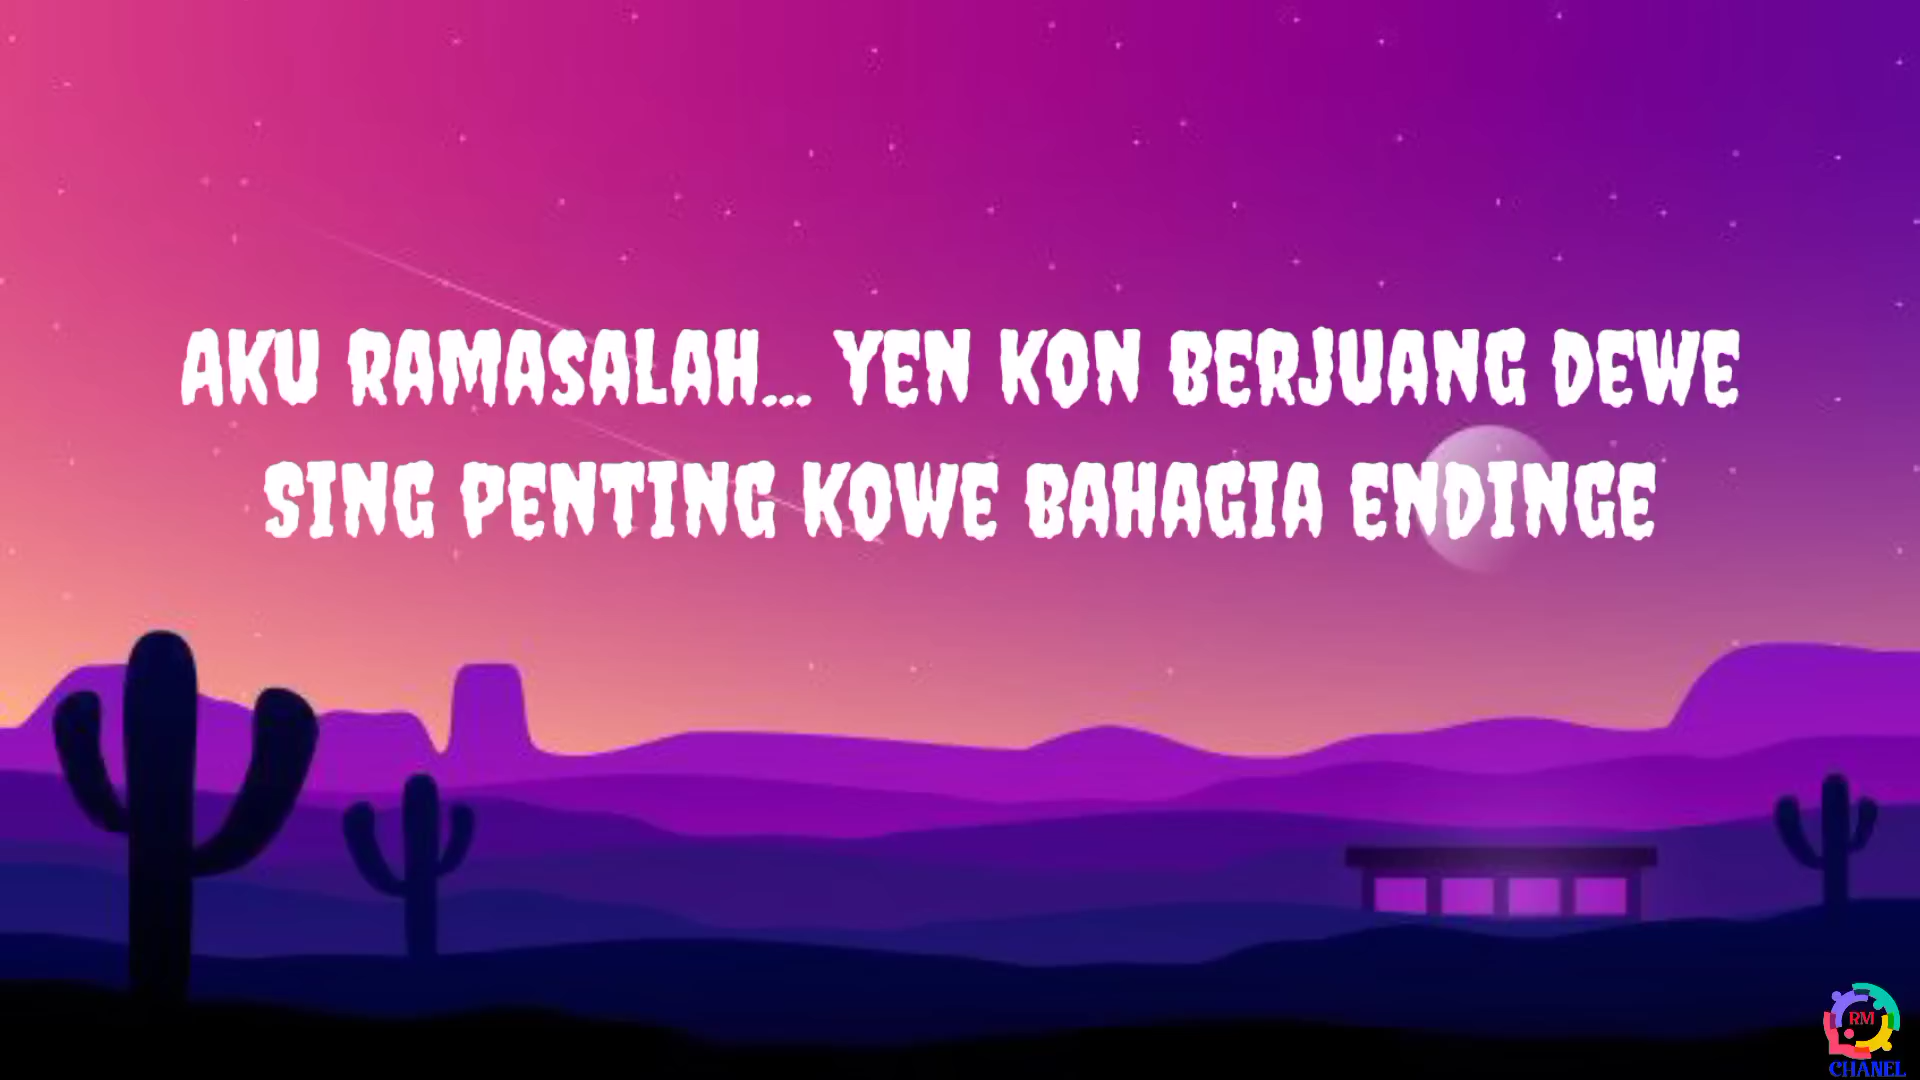 AKU RAMASALAH... YEN KON BERJUANG DEWE
SING PENTING KOWE BAHAGIA ENDINGE
RM
CHANEL